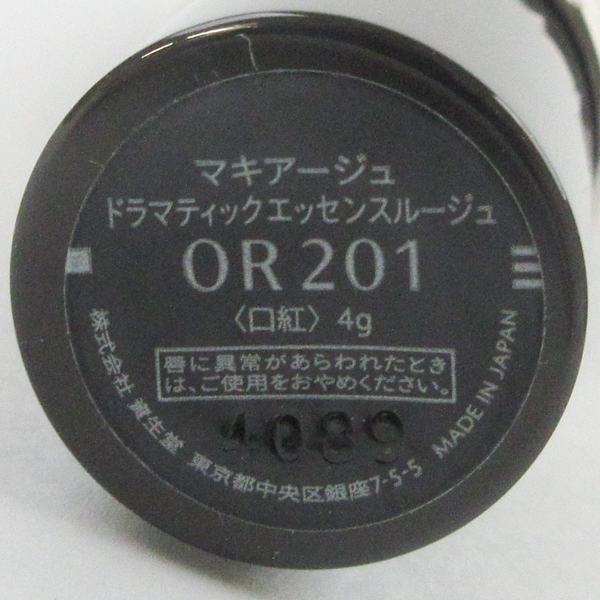 マキアージュ
ドラマティックエッセンスルージュ
OR 201
〈口紅〉 4g
唇に異常があらわれたとき
は、ご使用をおやめください。
4089
株式会社 資生堂 東京都中央区銀座7-5-5 MADE IN JAPAN